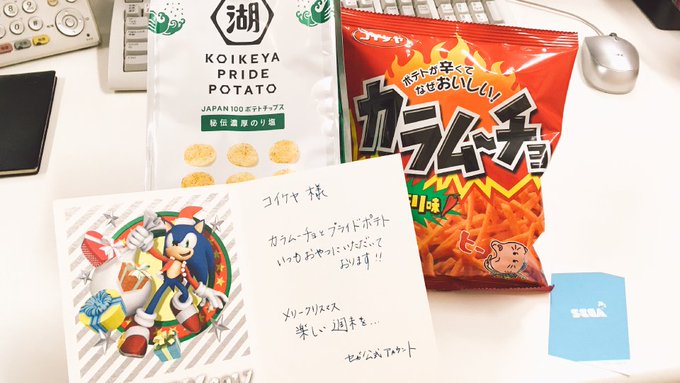 湖
KOIKEYA
PRIDE
POTATO
JAPAN 100 ポテトチップス
秘伝濃厚のり塩
コイケヤ
ポテトが辛くて
なぜおいしい!
カラムーチョ
ヒー
コイケヤ 様
カラムーチョとプライドポテト
いつもおやつにいただいて
おります!!
メリークリスマス
楽しい週末を…
セガ公式アカウント
SEGA